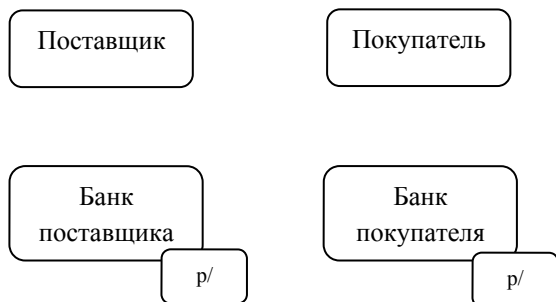 Поставщик
Покупатель
Банк
поставщика
р/
Банк
покупателя
р/